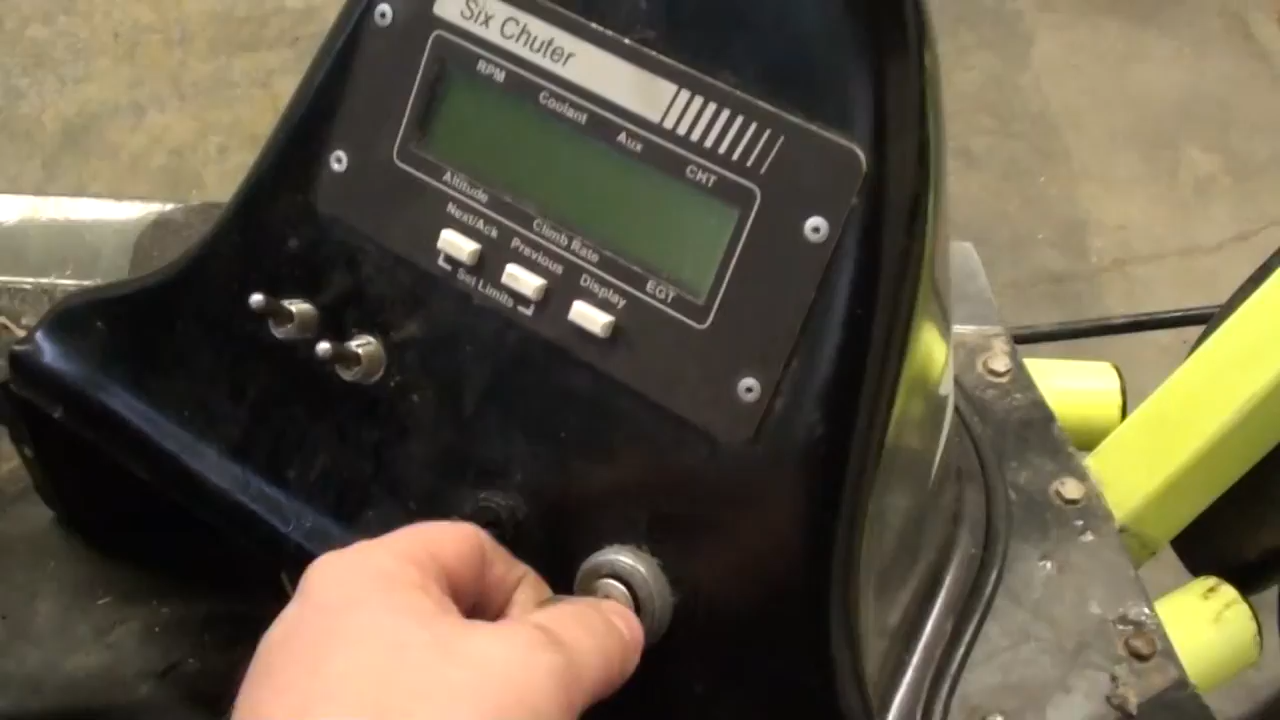 Six Chuter
RPM
Coolant
Aux
CHT
Altitude
Climb Rate
EGT
Next/Ack
Previous
Display
Set Limits